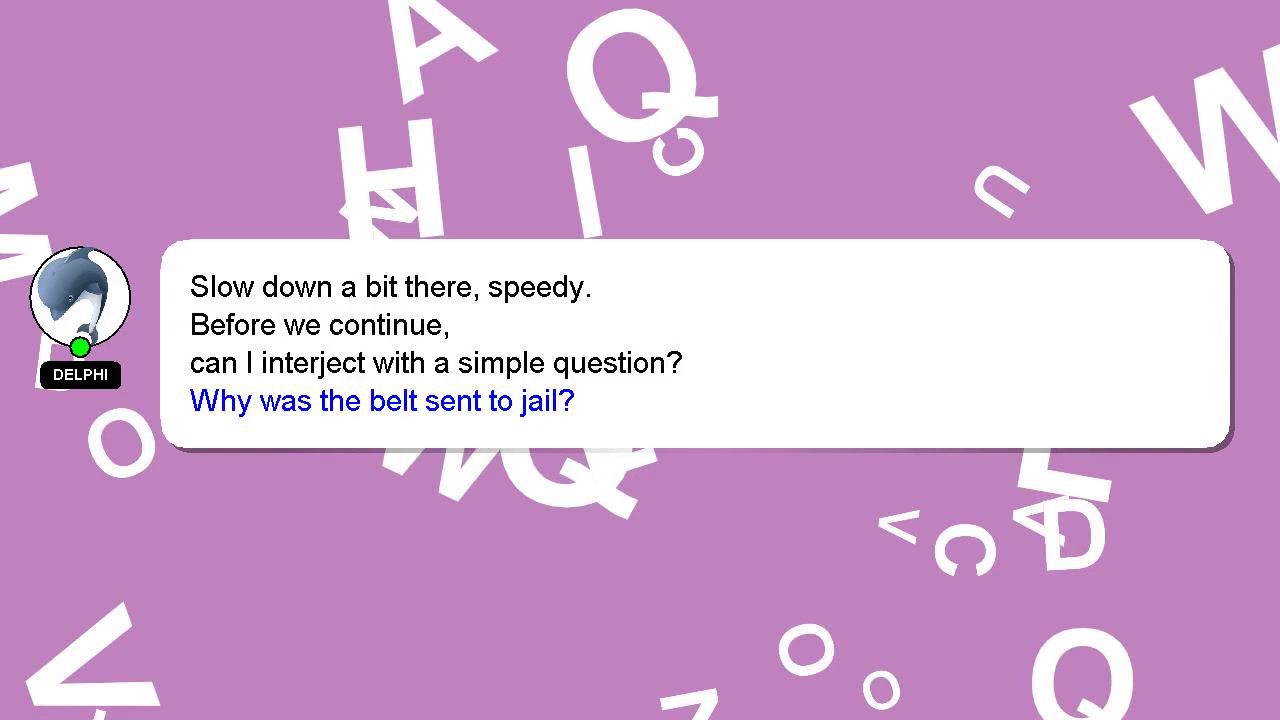 Slow down a bit there, speedy.
Before we continue,
can I interject with a simple question?
Why was the belt sent to jail?
DELPHI